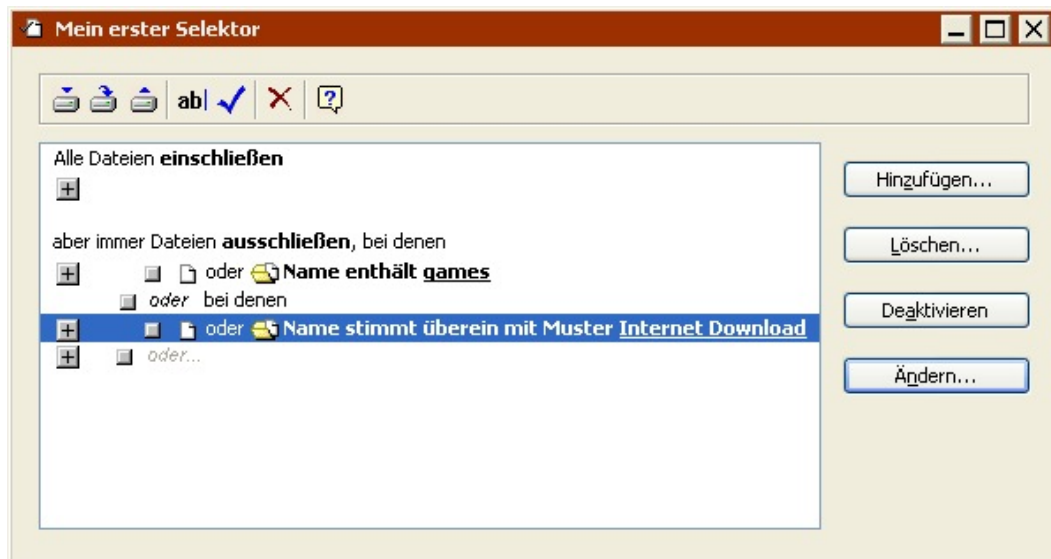 Mein erster Selektor
ab
Alle Dateien einschließen
aber immer Dateien ausschließen, bei denen
oder Name enthält games
oder bei denen
oder Name stimmt überein mit Muster Internet Download
oder...
Hinzufügen...
Löschen...
Deaktivieren
Ändern...